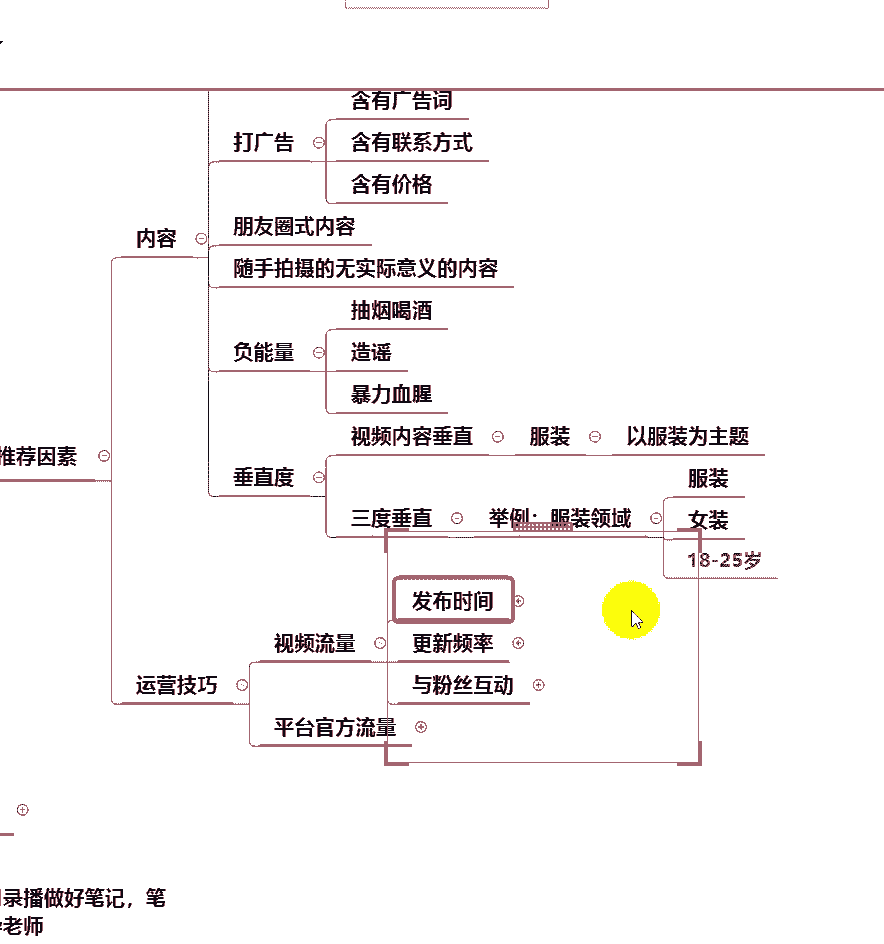 含有广告词
打广告
含有联系方式
含有价格
朋友圈式内容
内容
随手拍摄的无实际意义的内容
抽烟喝酒
负能量
造谣
暴力血腥
视频内容垂直 服装 以服装为主题
推荐因素
垂直度
服装
三度垂直 举例：服装领域
女装
18-25岁
发布时间
视频流量
更新频率
运营技巧
与粉丝互动
平台官方流量
录播做好笔记，笔
老师